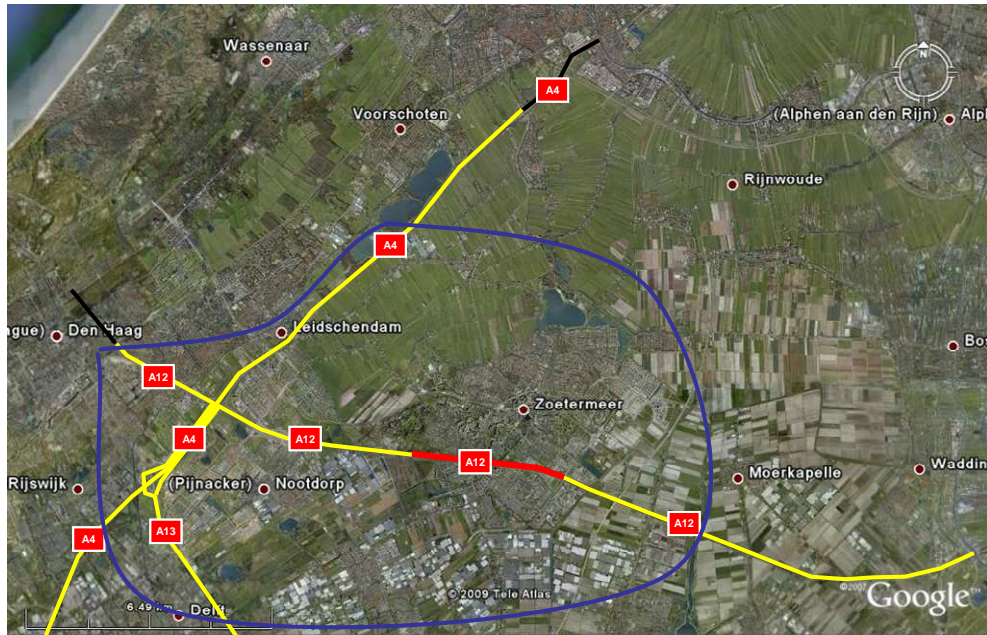 N
Wassenaar
A4
Voorschoten
(Alphen aan den Rijn)
Alph
Rijnwoude
A4
ague)
Den Haag
Leidschendam
Bos
A12
Zoetermeer
A4
A12
A12
Rijswijk
(Pijnacker)
Nootdorp
Moerkapelle
Waddin
A4
A13
A12
6,49 km
Delft
© 2009 Tele Atlas
©2007
Google